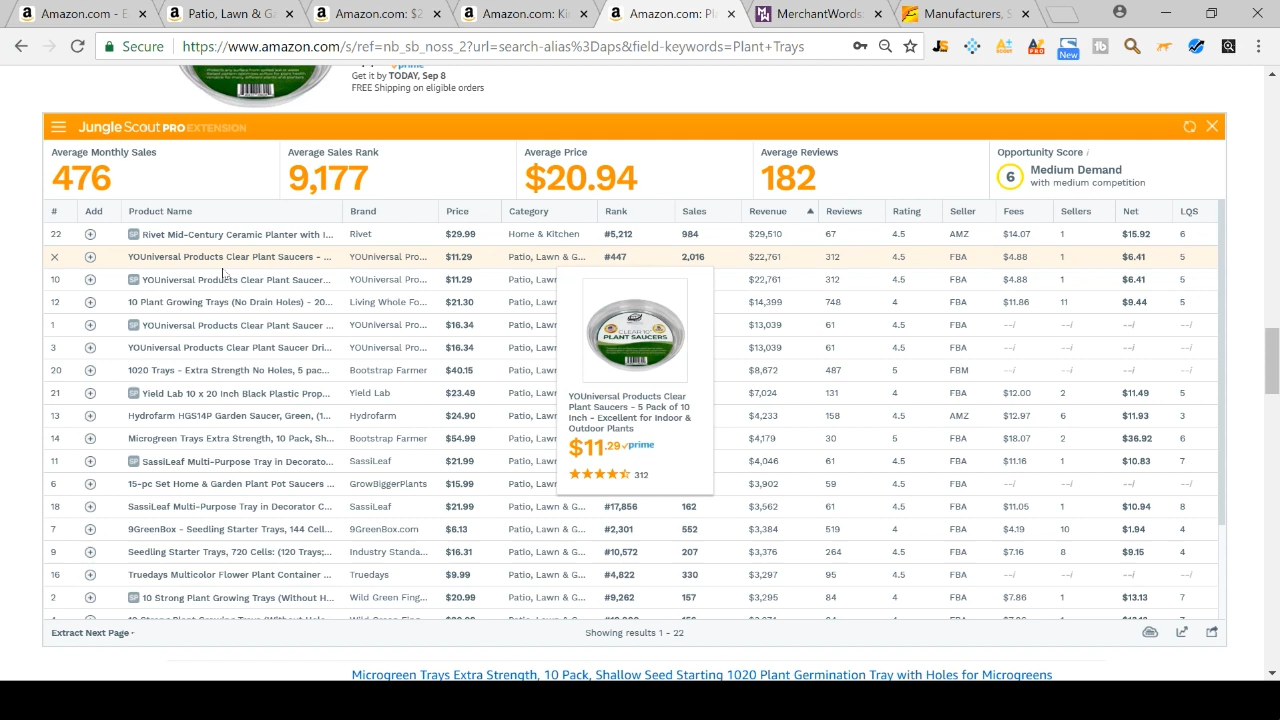 Amazon.com - E
Patio, Lawn & G
Amazon.com: $2
Amazon.com: Ki
Amazon.com: Pl
MerchantWords:
Manufacturers, S
Secure https://www.amazon.com/s/ref=nb_sb_noss_2?url=search-alias%3Daps&field-keywords=Plant+Trays
New
prime
Get it by TODAY, Sep 8
FREE Shipping on eligible orders
Jungle Scout PRO EXTENSION
Average Monthly Sales
476
Average Sales Rank
9,177
Average Price
$20.94
Average Reviews
182
Opportunity Score i
6 Medium Demand
with medium competition
# Add Product Name Brand Price Category Rank Sales Revenue Reviews Rating Seller Fees Sellers Net LQS
22 SP Rivet Mid-Century Ceramic Planter with I... Rivet $29.99 Home & Kitchen #5,212 984 $29,510 67 4.5 AMZ $14.07 1 $15.92 6
YOUniversal Products Clear Plant Saucers - ... YOUniversal Pro... $11.29 Patio, Lawn & G... #447 2,016 $22,761 312 4.5 FBA $4.88 1 $6.41 5
10 SP YOUniversal Products Clear Plant Saucer... YOUniversal Pro... $11.29 Patio, Lawn & G... $22,761 312 4.5 FBA $4.88 1 $6.41 5
12 10 Plant Growing Trays (No Drain Holes) - 20... Living Whole Fo... $21.30 Patio, Lawn & G... $14,399 748 4 FBA $11.86 11 $9.44 5
1 SP YOUniversal Products Clear Plant Saucer ... YOUniversal Pro... $16.34 Patio, Lawn & G... $13,039 61 4.5 FBA --i --i --i
3 YOUniversal Products Clear Plant Saucer Dri... YOUniversal Pro... $16.34 Patio, Lawn & G... $13,039 61 4.5 FBA --i --i --i
20 1020 Trays - Extra Strength No Holes, 5 pac... Bootstrap Farmer $40.15 Patio, Lawn & G... $8,672 487 5 FBM --i --i --i
21 SP Yield Lab 10 x 20 Inch Black Plastic Prop... Yield Lab $23.49 Patio, Lawn & G... $7,024 131 4 FBA $12.00 2 $11.49 5
13 Hydrofarm HGS14P Garden Saucer, Green, (1... Hydrofarm $24.90 Patio, Lawn & G... $4,233 158 4.5 AMZ $12.97 6 $11.93 3
14 Microgreen Trays Extra Strength, 10 Pack, Sh... Bootstrap Farmer $54.99 Patio, Lawn & G... $4,179 30 5 FBA $18.07 2 $36.92 6
11 SP SassiLeaf Multi-Purpose Tray in Decorato... SassiLeaf $21.99 Patio, Lawn & G... $4,046 61 4.5 FBA $11.16 1 $10.83 7
6 15-pc Set Home & Garden Plant Pot Saucers ... GrowBiggerPlants $15.99 Patio, Lawn & G... $3,902 59 4.5 FBA --i --i --i
18 SassiLeaf Multi-Purpose Tray in Decorator C... SassiLeaf $21.99 Patio, Lawn & G... #17,856 162 $3,562 61 4.5 FBA $11.05 1 $10.94 8
7 9GreenBox - Seedling Starter Trays, 144 Cell... 9GreenBox.com $6.13 Patio, Lawn & G... #2,301 552 $3,384 519 4 FBA $4.19 10 $1.94 4
9 Seedling Starter Trays, 720 Cells: (120 Trays;... Industry Standa... $16.31 Patio, Lawn & G... #10,572 207 $3,376 264 4.5 FBA $7.16 8 $9.15 4
16 Truedays Multicolor Flower Plant Container ... Truedays $9.99 Patio, Lawn & G... #4,822 330 $3,297 95 4.5 FBA --i --i --i
2 SP 10 Strong Plant Growing Trays (Without H... Wild Green Fing... $20.99 Patio, Lawn & G... #9,262 157 $3,295 84 4 FBA $7.86 1 $13.13 7
CLEAR 10"
PLANT SAUCERS
YOUniversal Products Clear
Plant Saucers - 5 Pack of 10
Inch - Excellent for Indoor &
Outdoor Plants
$11.29 prime
312
Extract Next Page
Showing results 1 - 22
Microgreen Trays Extra Strength, 10 Pack, Shallow Seed Starting 1020 Plant Germination Tray with Holes for Microgreens